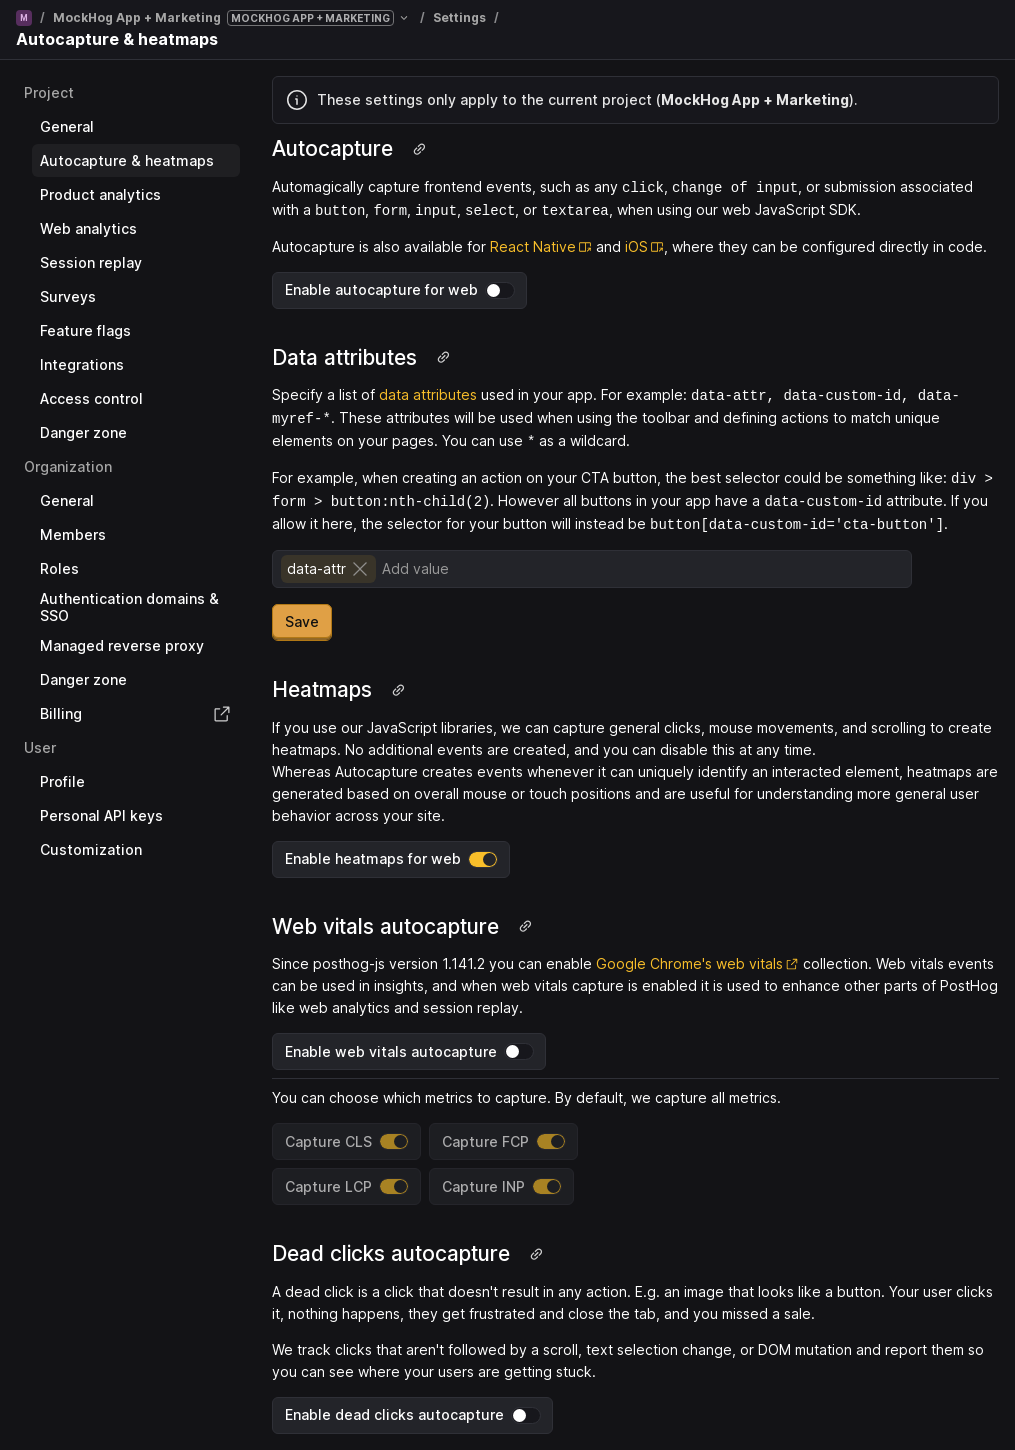 M / MockHog App + Marketing MOCKHOG APP + MARKETING / Settings /
Autocapture & heatmaps
Project
General
Autocapture & heatmaps
Product analytics
Web analytics
Session replay
Surveys
Feature flags
Integrations
Access control
Danger zone
Organization
General
Members
Roles
Authentication domains &
SSO
Managed reverse proxy
Danger zone
Billing
User
Profile
Personal API keys
Customization
These settings only apply to the current project (MockHog App + Marketing).
Autocapture
Automagically capture frontend events, such as any click, change of input, or submission associated
with a button, form, input, select, or textarea, when using our web JavaScript SDK.
Autocapture is also available for React Native and iOS, where they can be configured directly in code.
Enable autocapture for web
Data attributes
Specify a list of data attributes used in your app. For example: data-attr, data-custom-id, data-
myref-*. These attributes will be used when using the toolbar and defining actions to match unique
elements on your pages. You can use * as a wildcard.
For example, when creating an action on your CTA button, the best selector could be something like: div >
form > button:nth-child(2). However all buttons in your app have a data-custom-id attribute. If you
allow it here, the selector for your button will instead be button[data-custom-id='cta-button'].
data-attr Add value
Save
Heatmaps
If you use our JavaScript libraries, we can capture general clicks, mouse movements, and scrolling to create
heatmaps. No additional events are created, and you can disable this at any time.
Whereas Autocapture creates events whenever it can uniquely identify an interacted element, heatmaps are
generated based on overall mouse or touch positions and are useful for understanding more general user
behavior across your site.
Enable heatmaps for web
Web vitals autocapture
Since posthog-js version 1.141.2 you can enable Google Chrome's web vitals collection. Web vitals events
can be used in insights, and when web vitals capture is enabled it is used to enhance other parts of PostHog
like web analytics and session replay.
Enable web vitals autocapture
You can choose which metrics to capture. By default, we capture all metrics.
Capture CLS Capture FCP
Capture LCP Capture INP
Dead clicks autocapture
A dead click is a click that doesn't result in any action. E.g. an image that looks like a button. Your user clicks
it, nothing happens, they get frustrated and close the tab, and you missed a sale.
We track clicks that aren't followed by a scroll, text selection change, or DOM mutation and report them so
you can see where your users are getting stuck.
Enable dead clicks autocapture